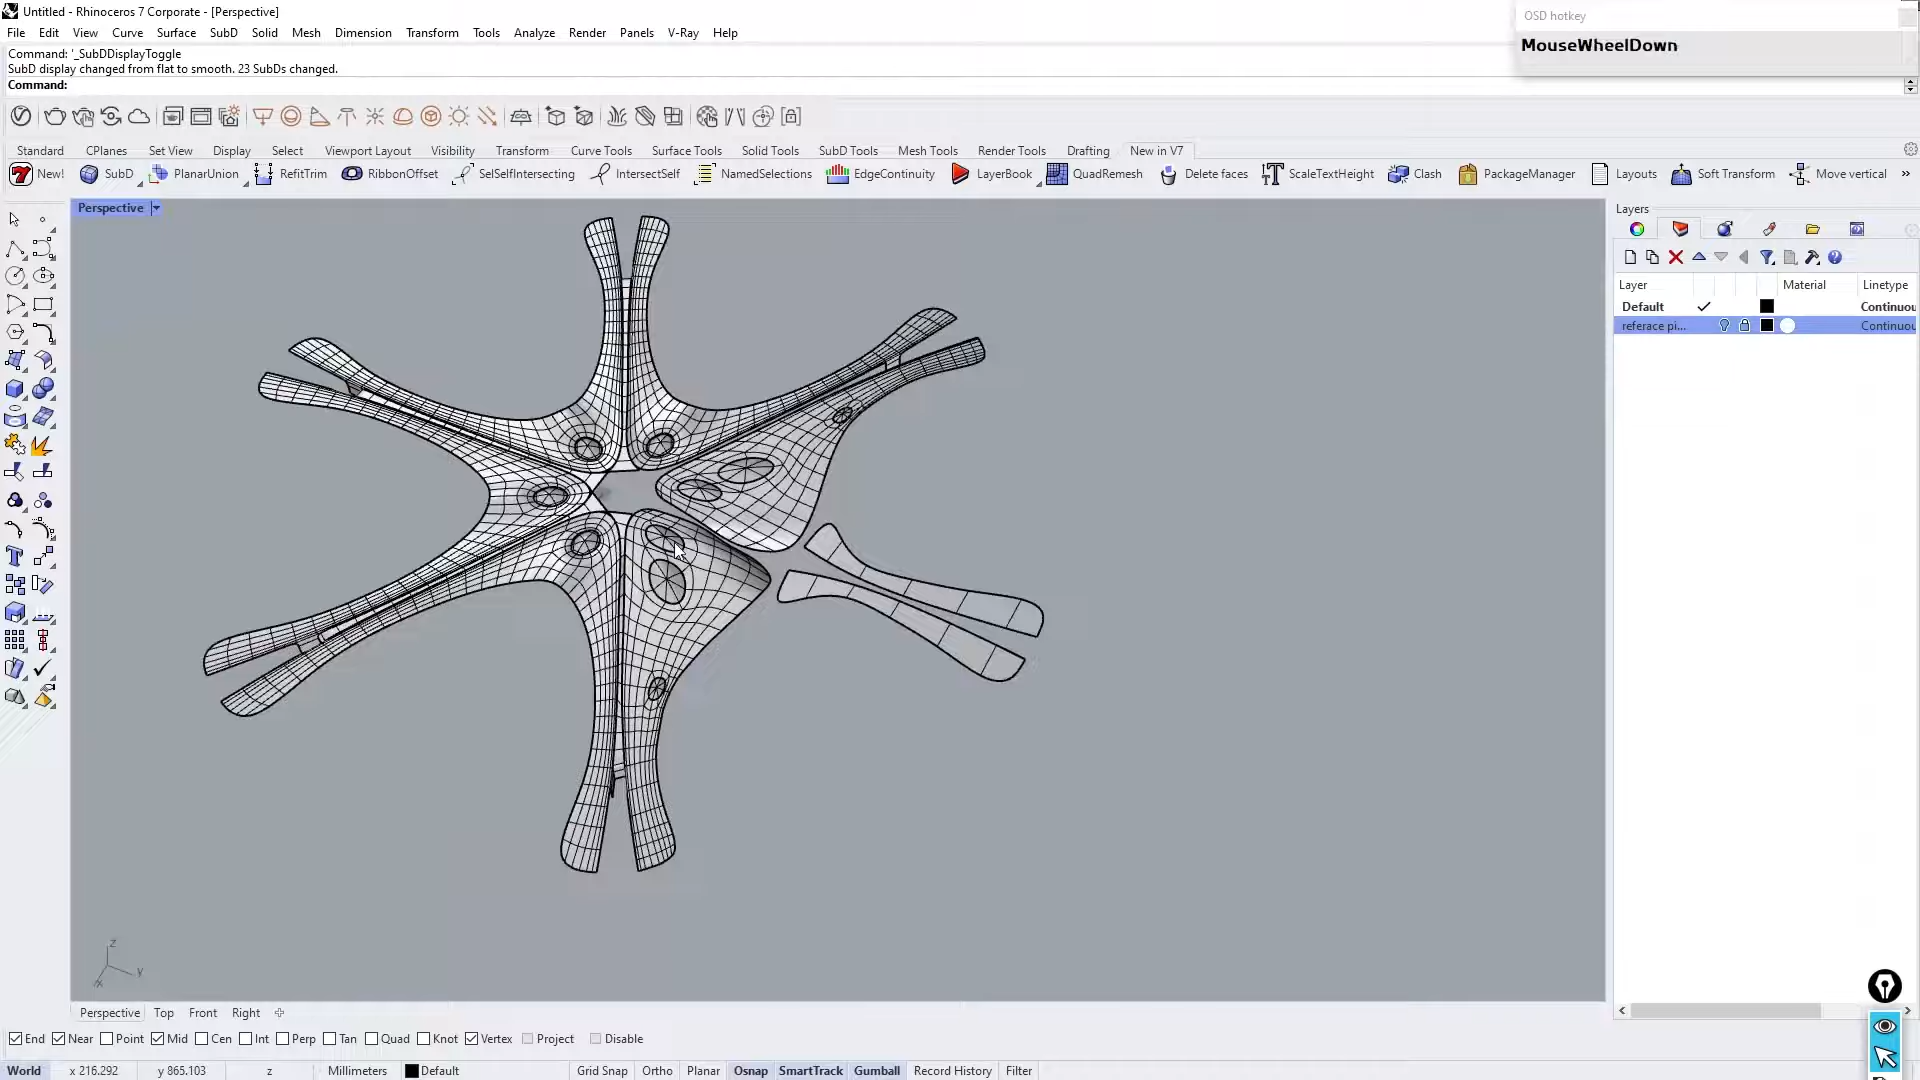 Untitled - Rhinoceros 7 Corporate - [Perspective]
OSD hotkey
MouseWheelDown
File Edit View Curve Surface SubD Solid Mesh Dimension Transform Tools Analyze Render Panels V-Ray Help
Command: '_SubDDisplayToggle
SubD display changed from flat to smooth. 23 SubDs changed.
Command:
Standard CPlanes Set View Display Select Viewport Layout Visibility Transform Curve Tools Surface Tools Solid Tools SubD Tools Mesh Tools Render Tools Drafting New in V7
7 New! SubD PlanarUnion RefitTrim RibbonOffset SelSelfIntersecting IntersectSelf NamedSelections EdgeContinuity LayerBook QuadRemesh Delete faces ScaleTextHeight Clash PackageManager Layouts Soft Transform Move vertical »
Perspective
Layers
Layer Material Linetype
Default Continuou
referace pi... Continuou
z
y
x
Perspective Top Front Right
End Near Point Mid Cen Int Perp Tan Quad Knot Vertex Project Disable
World x 216.292 y 865.103 z Millimeters Default Grid Snap Ortho Planar Osnap SmartTrack Gumball Record History Filter